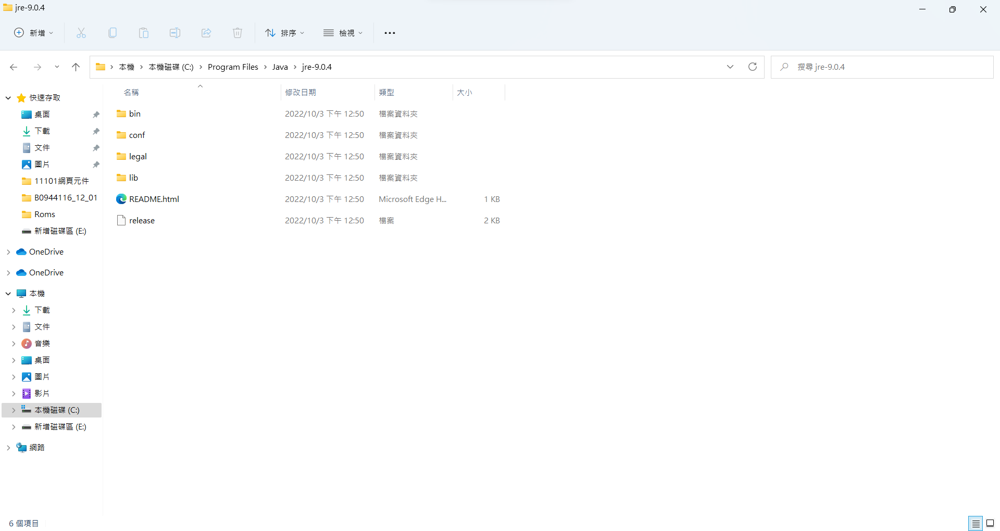 jre-9.0.4
新增
排序
檢視
本機 本機磁碟 (C:) Program Files Java jre-9.0.4
搜尋 jre-9.0.4
名稱 修改日期 類型 大小
bin 2022/10/3 下午 12:50 檔案資料夾
conf 2022/10/3 下午 12:50 檔案資料夾
legal 2022/10/3 下午 12:50 檔案資料夾
lib 2022/10/3 下午 12:50 檔案資料夾
README.html 2022/10/3 下午 12:50 Microsoft Edge H... 1 KB
release 2022/10/3 下午 12:50 檔案 2 KB
快速存取
桌面
下載
文件
圖片
11101網頁元件
B0944116_12_01
Roms
新增磁碟區 (E:)
OneDrive
OneDrive
本機
下載
文件
音樂
桌面
圖片
影片
本機磁碟 (C:)
新增磁碟區 (E:)
網路
6 個項目